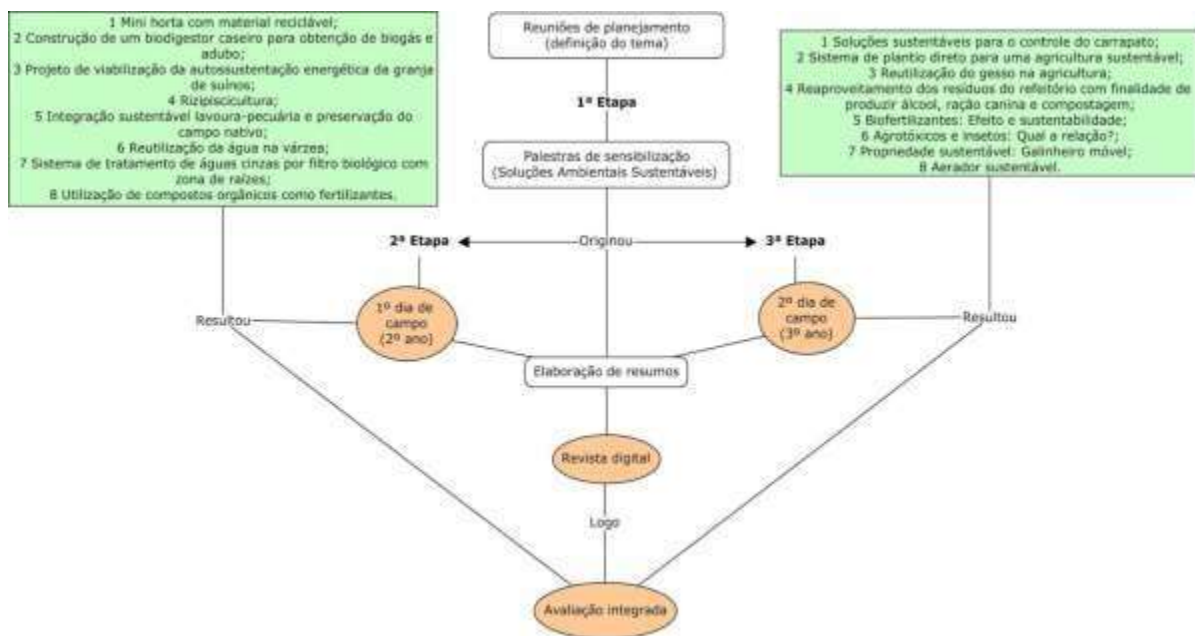 1 Mini horta com material reciclável;
2 Construção de um biodigestor caseiro para obtenção de biogás e
adubo;
3 Projeto de viabilização da autossustentação energética da granja
de suínos;
4 Rizipiscicultura;
5 Integração sustentável lavoura-pecuária e preservação do
campo nativo;
6 Reutilização da água na várzea;
7 Sistema de tratamento de águas cinzas por filtro biológico com
zona de raízes;
8 Utilização de compostos orgânicos como fertilizantes.
Reuniões de planejamento
(definição do tema)
1ª Etapa
Palestras de sensibilização
(Soluções Ambientais Sustentáveis)
1 Soluções sustentáveis para o controle do carrapato;
2 Sistema de plantio direto para uma agricultura sustentável;
3 Reutilização do gesso na agricultura;
4 Reaproveitamento dos resíduos do refeitório com finalidade de
produzir álcool, ração canina e compostagem;
5 Biofertilizantes: Efeito e sustentabilidade;
6 Agrotóxicos e Insetos: Qual a relação?;
7 Propriedade sustentável: Galinheiro móvel;
8 Aerador sustentável.
2ª Etapa
Originou
3ª Etapa
Resultou
1º dia de
campo
(2º ano)
2º dia de
campo
(3º ano)
Resultou
Elaboração de resumos
Revista digital
Logo
Avaliação integrada